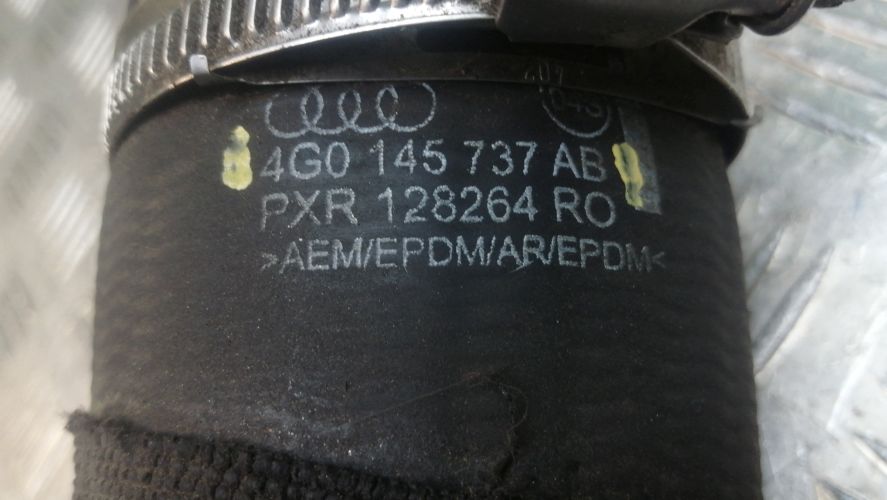 4G0 145 737 AB
PXR 128264 RO
>AEM/EPDM/AR/EPDM<